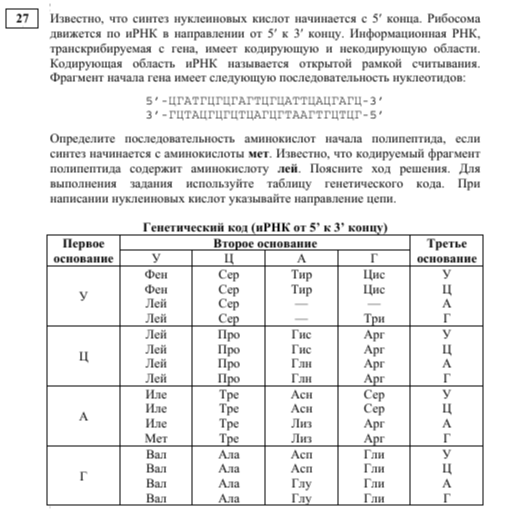 27
Известно, что синтез нуклеиновых кислот начинается с 5′ конца. Рибосома
движется по иРНК в направлении от 5′ к 3′ концу. Информационная РНК,
транскрибируемая с гена, имеет кодирующую и некодирующую области.
Кодирующая область иРНК называется открытой рамкой считывания.
Фрагмент начала гена имеет следующую последовательность нуклеотидов:
5′-ЦГАТГЦГЦГАГТЦГЦАТТЦАЦГАГЦ-3′
3′-ГЦТАЦГЦГЦТЦАГЦГТААГТГЦТЦГ-5′
Определите последовательность аминокислот начала полипептида, если
синтез начинается с аминокислоты мет. Известно, что кодируемый фрагмент
полипептида содержит аминокислоту лей. Поясните ход решения. Для
выполнения задания используйте таблицу генетического кода. При
написании нуклеиновых кислот указывайте направление цепи.
Генетический код (иРНК от 5’ к 3’ концу)
Первое Второе основание Третье
основание У Ц А Г основание
Фен Сер Тир Цис У
Фен Сер Тир Цис Ц
У
Лей Сер — — А
Лей Сер — Три Г
Лей Про Гис Арг У
Лей Про Гис Арг Ц
Ц
Лей Про Глн Арг А
Лей Про Глн Арг Г
Иле Тре Асн Сер У
Иле Тре Асн Сер Ц
А
Иле Тре Лиз Арг А
Мет Тре Лиз Арг Г
Вал Ала Асп Гли У
Вал Ала Асп Гли Ц
Г
Вал Ала Глу Гли А
Вал Ала Глу Гли Г